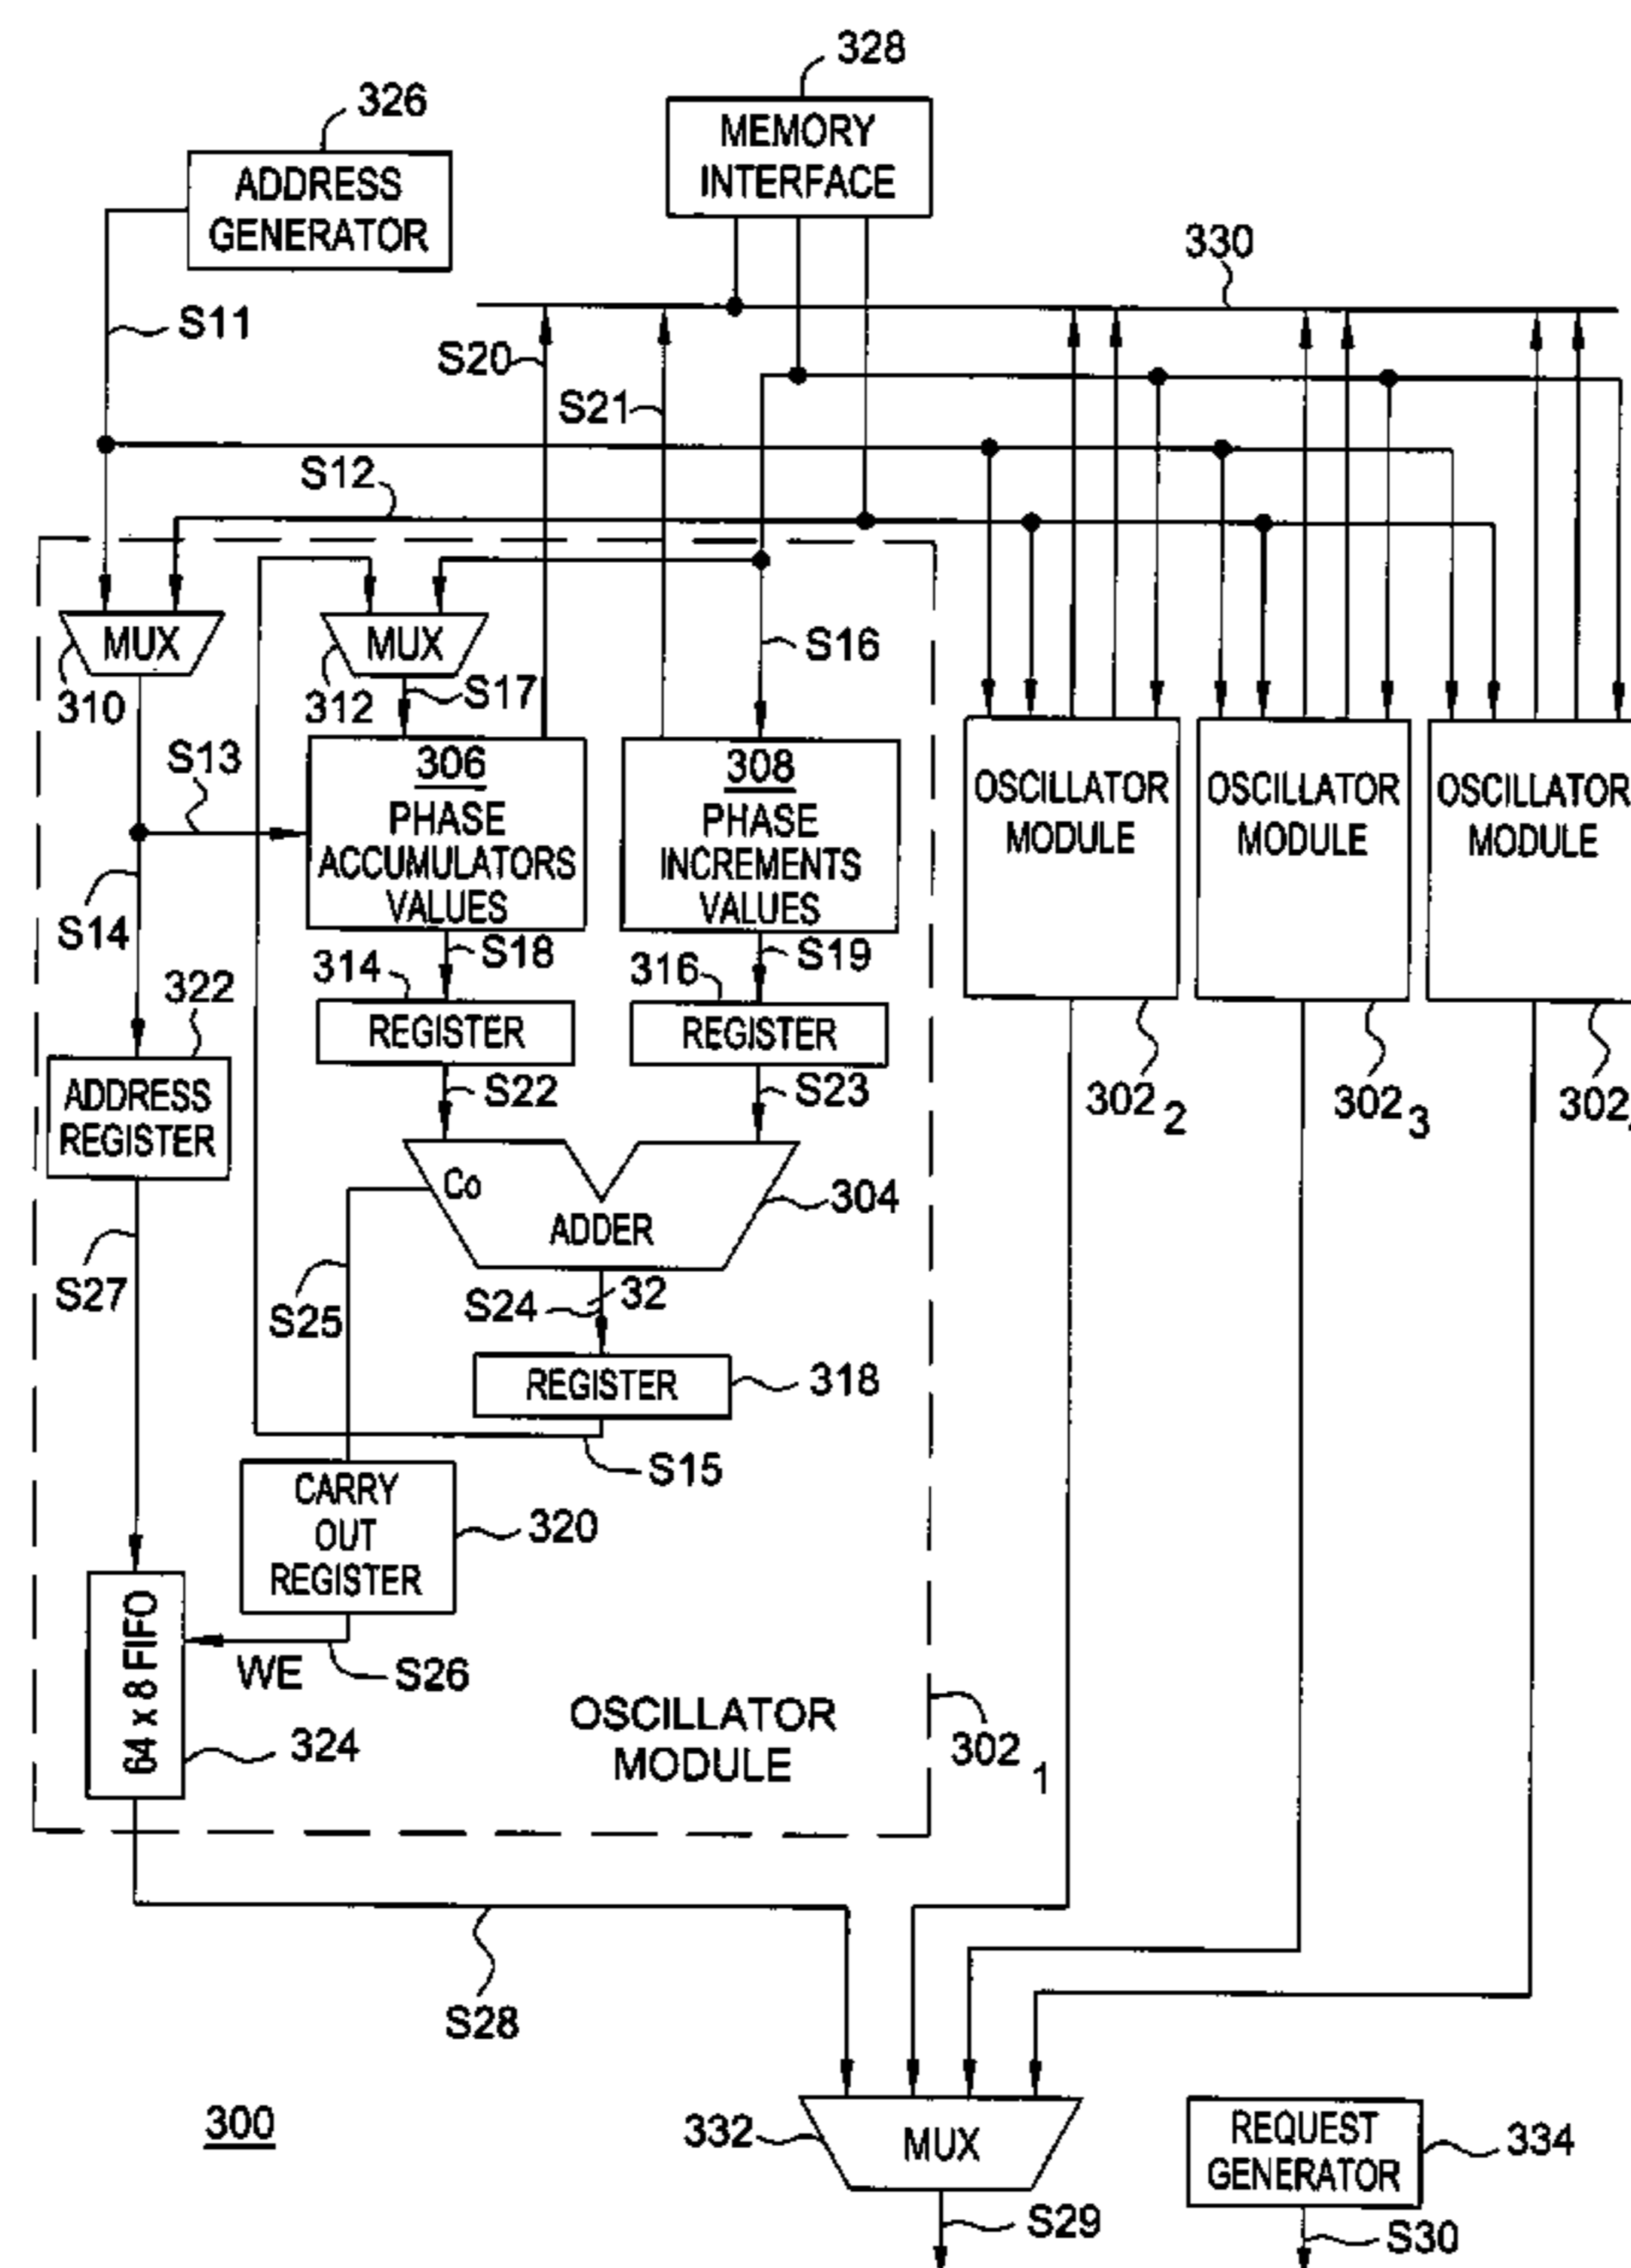 328
326
MEMORY
INTERFACE
ADDRESS
GENERATOR
330
S11
S20
S21
S12
MUX
MUX
S16
310
312
S17
S13
306
PHASE
ACCUMULATORS
VALUES
308
PHASE
INCREMENTS
VALUES
OSCILLATOR
MODULE
OSCILLATOR
MODULE
OSCILLATOR
MODULE
S14
S18
S19
314
316
322
REGISTER
REGISTER
ADDRESS
REGISTER
S22
S23
302 2
302 3
302
Co
ADDER
304
S27
S25
S24
32
REGISTER
318
S15
CARRY
OUT
REGISTER
320
64 x 8 FIFO
WE
S26
324
OSCILLATOR
MODULE
302 1
S28
300
332
MUX
REQUEST
GENERATOR
334
S29
S30